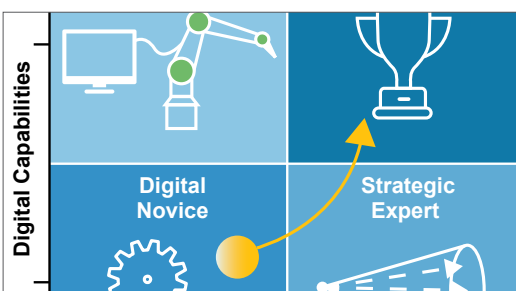 Digital Capabilities
Digital
Novice
Strategic
Expert